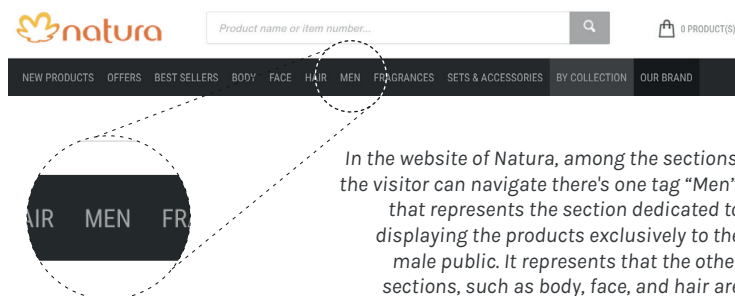 natura
Product name or item number...
0 PRODUCT(S)
NEW PRODUCTS OFFERS BEST SELLERS BODY FACE HAIR MEN FRAGRANCES SETS & ACCESSORIES BY COLLECTION OUR BRAND
AIR MEN FRA
In the website of Natura, among the sections
the visitor can navigate there's one tag “Men”
that represents the section dedicated to
displaying the products exclusively to the
male public. It represents that the other
sections, such as body, face, and hair are